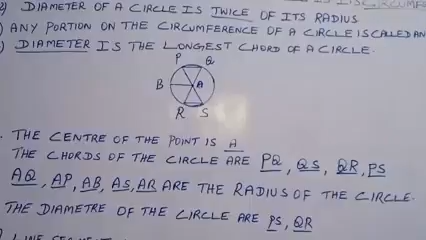 DIAMETER OF A CIRCLE IS TWICE OF ITS RADIUS
ANY PORTION ON THE CIRCUMFERENCE OF A CIRCLE IS CALLED AN
DIAMETER IS THE LONGEST CHORD OF A CIRCLE.
P Q
B A
R S
THE CENTRE OF THE POINT IS A
THE CHORDS OF THE CIRCLE ARE PQ, QS, QR, PS
AQ, AP, AB, AS, AR ARE THE RADIUS OF THE CIRCLE.
THE DIAMETRE OF THE CIRCLE ARE PS, QR